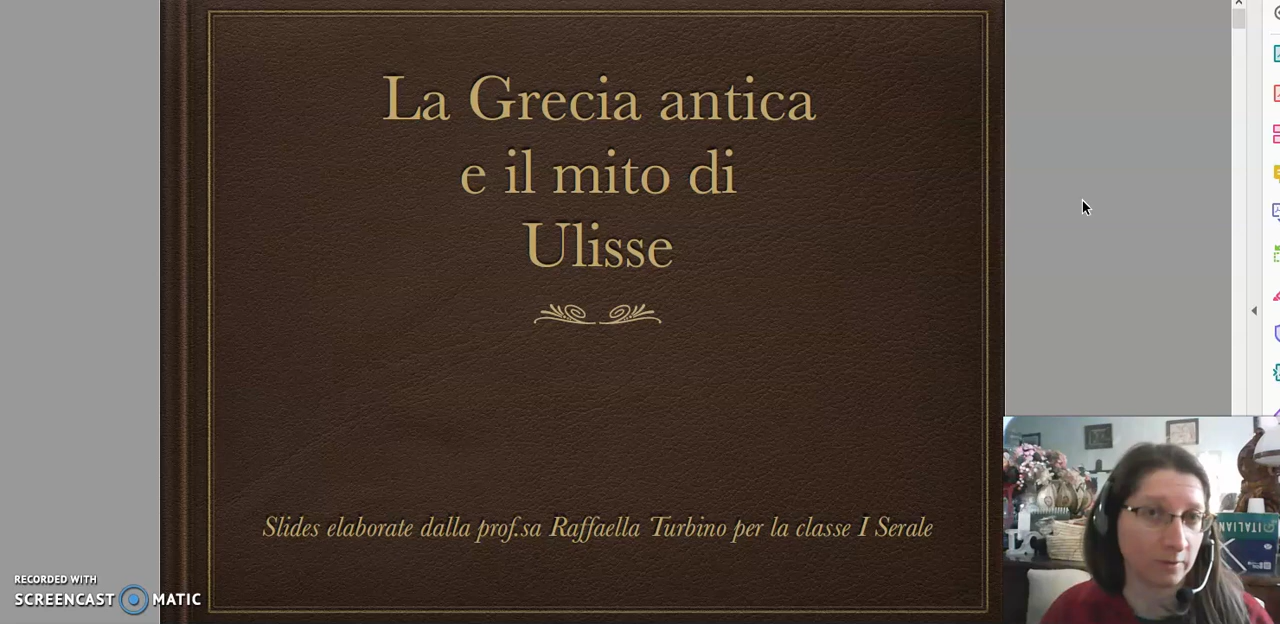 La Grecia antica
e il mito di
Ulisse
Slides elaborate dalla prof.sa Raffaella Turbino per la classe I Serale
RECORDED WITH
SCREENCAST MATIC
ITALIAN